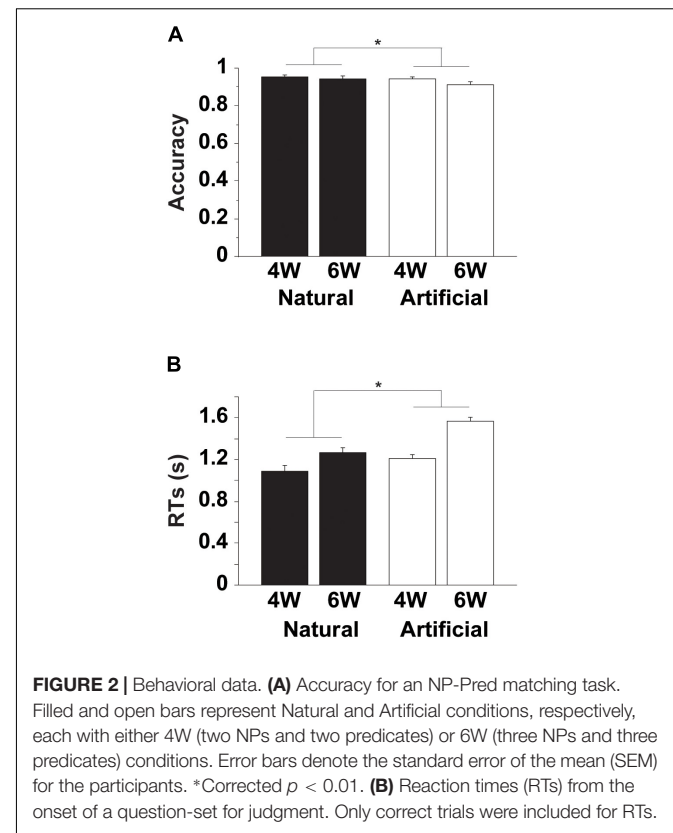 A
*
1
0.8
0.6
0.4
0.2
0
Accuracy
4W 6W 4W 6W
Natural Artificial
B
*
1.6
1.2
0.8
0.4
0
RTs (s)
4W 6W 4W 6W
Natural Artificial
FIGURE 2 | Behavioral data. (A) Accuracy for an NP-Pred matching task.
Filled and open bars represent Natural and Artificial conditions, respectively,
each with either 4W (two NPs and two predicates) or 6W (three NPs and three
predicates) conditions. Error bars denote the standard error of the mean (SEM)
for the participants. *Corrected p < 0.01. (B) Reaction times (RTs) from the
onset of a question-set for judgment. Only correct trials were included for RTs.